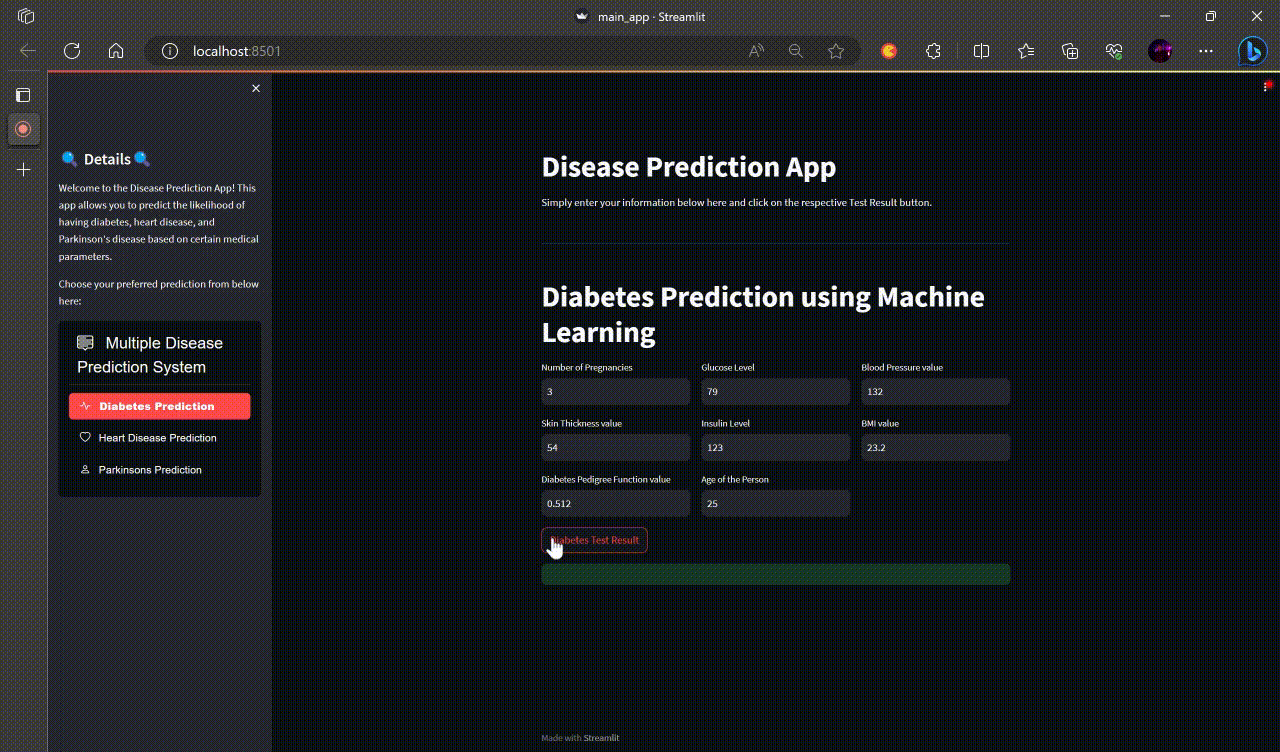 main_app - Streamlit
localhost:8501
Details
Welcome to the Disease Prediction App! This
app allows you to predict the likelihood of
having diabetes, heart disease, and
Parkinson's disease based on certain medical
parameters.
Choose your preferred prediction from below
here:
Multiple Disease
Prediction System
Diabetes Prediction
Heart Disease Prediction
Parkinsons Prediction
Disease Prediction App
Simply enter your information below here and click on the respective Test Result button.
Diabetes Prediction using Machine
Learning
Number of Pregnancies Glucose Level Blood Pressure value
3 79 132
Skin Thickness value Insulin Level BMI value
54 123 23.2
Diabetes Pedigree Function value Age of the Person
0.512 25
Diabetes Test Result
Made with Streamlit